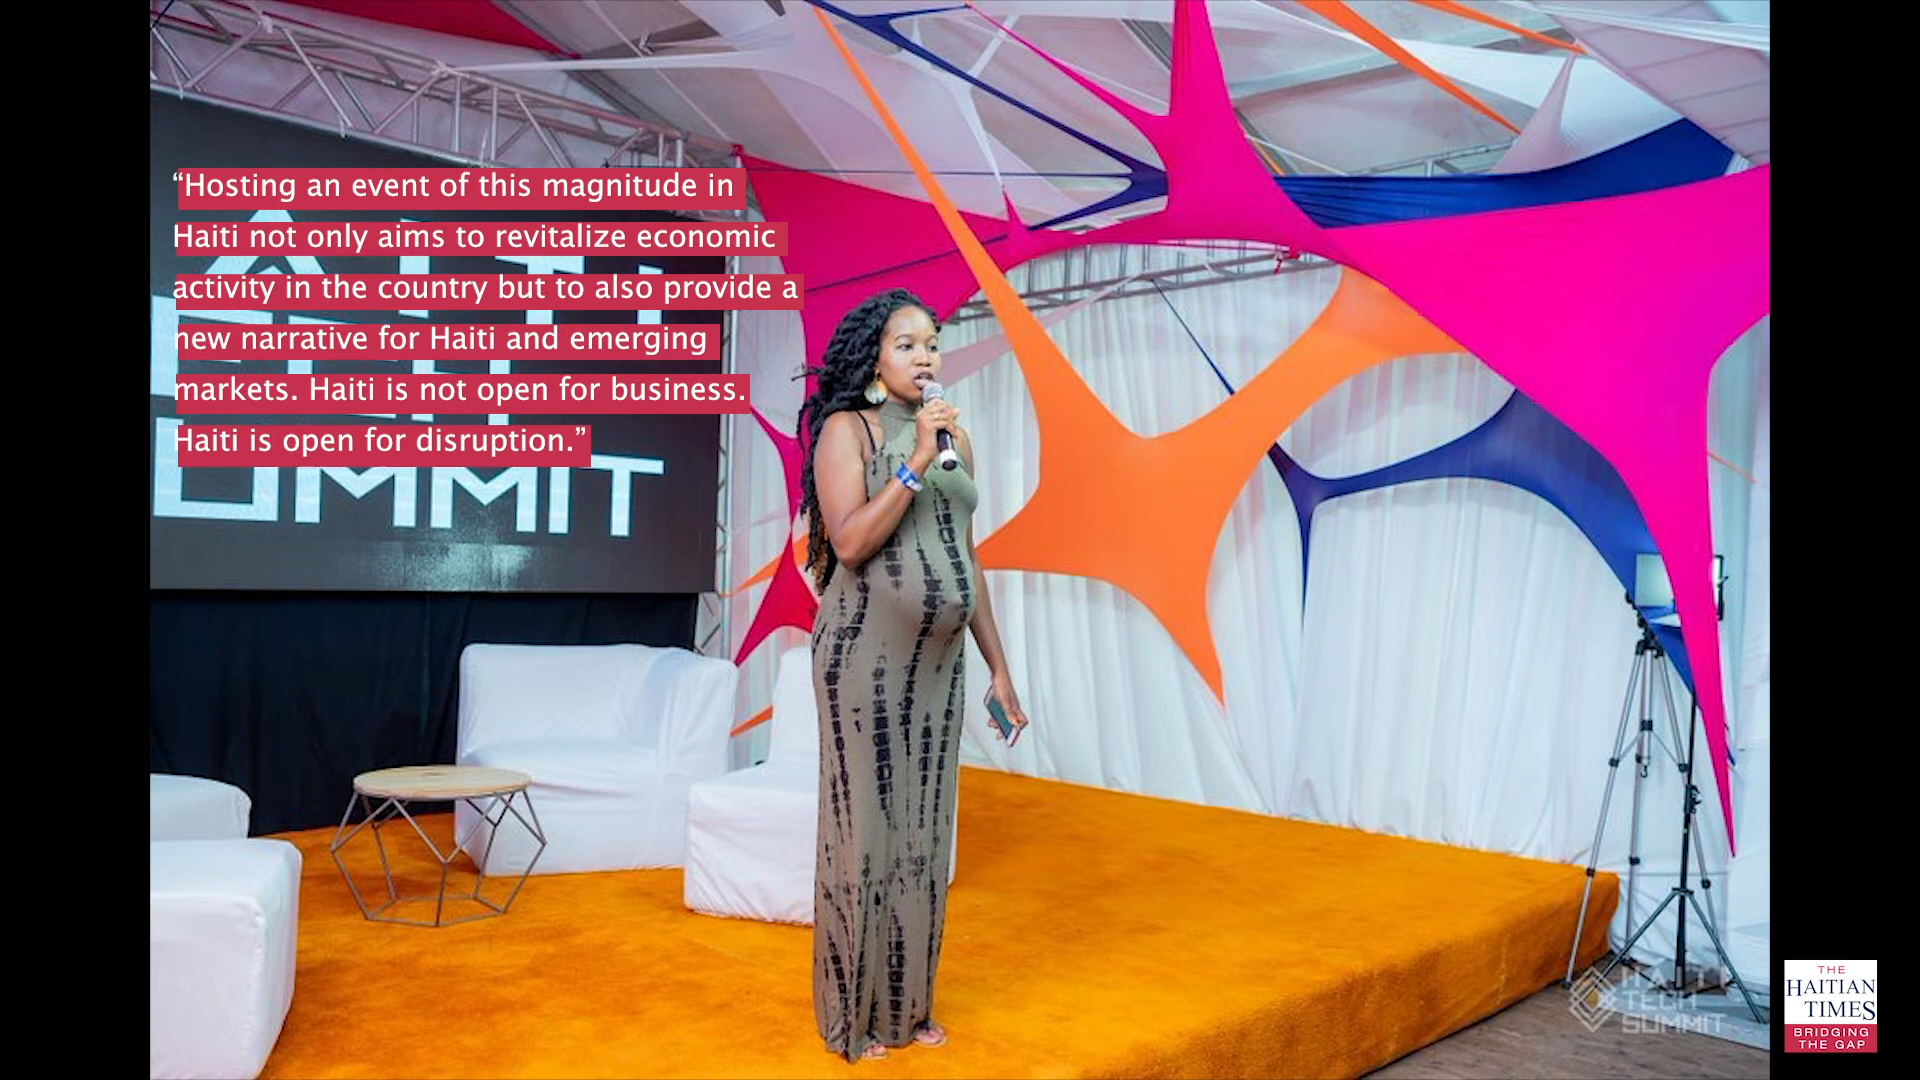 “Hosting an event of this magnitude in
Haiti not only aims to revitalize economic
activity in the country but to also provide a
new narrative for Haiti and emerging
markets. Haiti is not open for business.
Haiti is open for disruption.”
SUMMIT
HAITI
TECH
SUMMIT
THE
HAITIAN
TIMES
BRIDGING
THE GAP